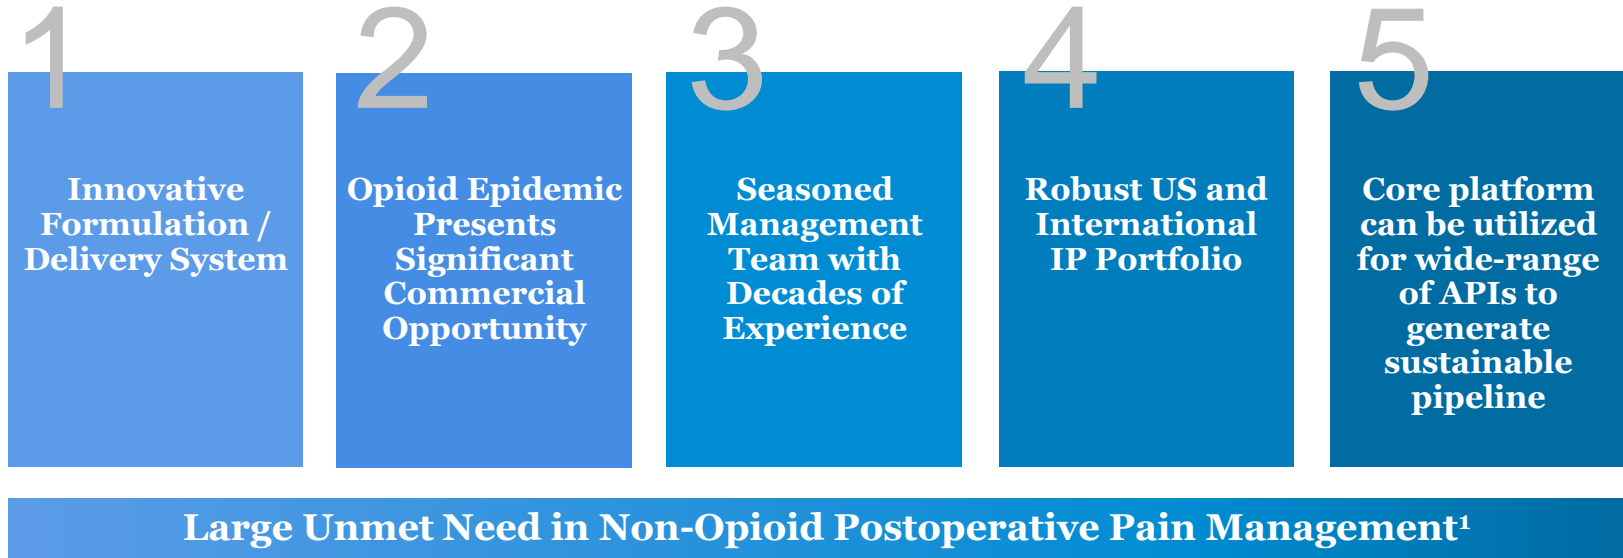 1
Innovative
Formulation /
Delivery System
2
Opioid Epidemic
Presents
Significant
Commercial
Opportunity
3
Seasoned
Management
Team with
Decades of
Experience
4
Robust US and
International
IP Portfolio
5
Core platform
can be utilized
for wide-range
of APIs to
generate
sustainable
pipeline
Large Unmet Need in Non-Opioid Postoperative Pain Management¹